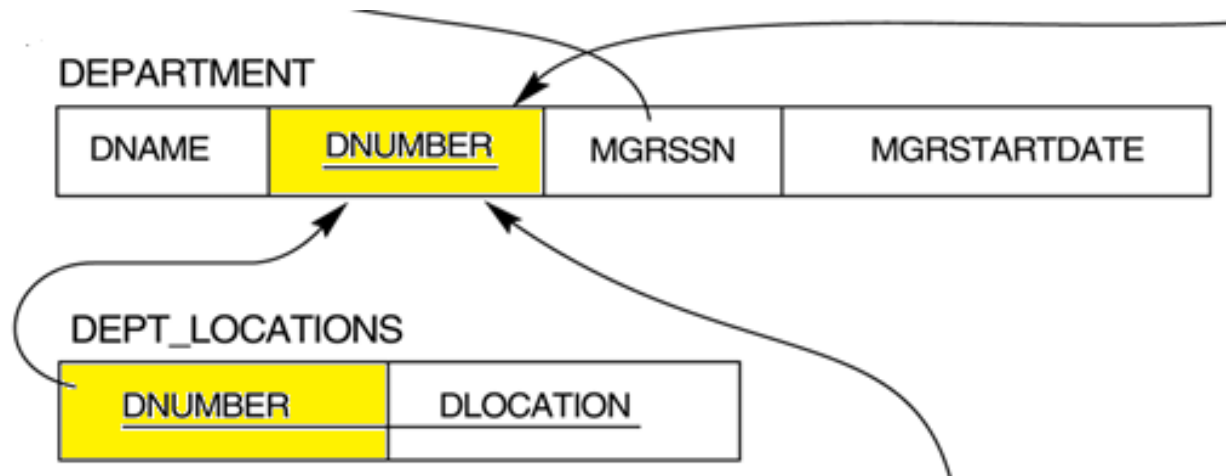 DEPARTMENT
DNAME DNUMBER MGRSSN MGRSTARTDATE
DEPT_LOCATIONS
DNUMBER DLOCATION